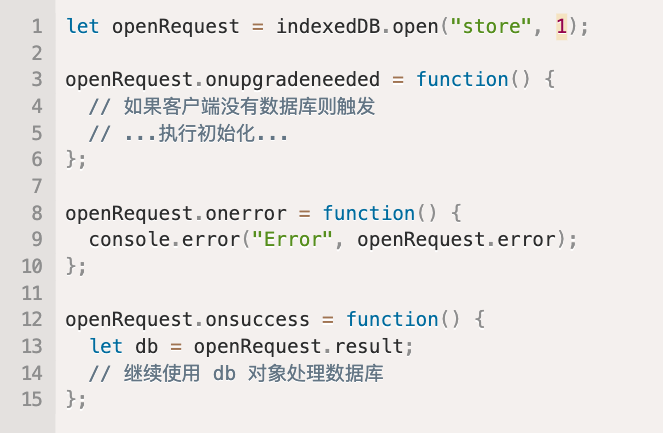 1 let openRequest = indexedDB.open("store", 1);
2
3 openRequest.onupgradeneeded = function() {
4   // 如果客户端没有数据库则触发
5   // ...执行初始化...
6 };
7
8 openRequest.onerror = function() {
9   console.error("Error", openRequest.error);
10 };
11
12 openRequest.onsuccess = function() {
13   let db = openRequest.result;
14   // 继续使用 db 对象处理数据库
15 };